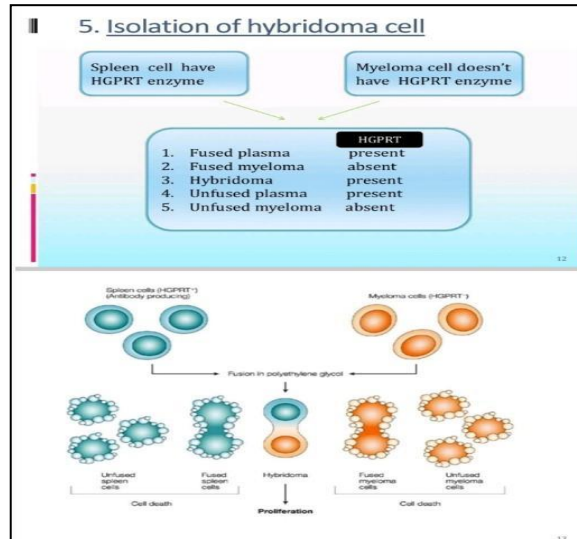 5. Isolation of hybridoma cell
Spleen cell have
HGPRT enzyme
Myeloma cell doesn't
have HGPRT enzyme
HGPRT
1. Fused plasma present
2. Fused myeloma absent
3. Hybridoma present
4. Unfused plasma present
5. Unfused myeloma absent
12
Spleen cells (HGPRT⁺)
(Antibody producing)
Myeloma cells (HGPRT⁻)
Fusion in polyethylene glycol
Unfused
spleen
cells
Fused
spleen
cells
Hybridoma
Fused
myeloma
cells
Unfused
myeloma
cells
Cell death
Cell death
Proliferation
13